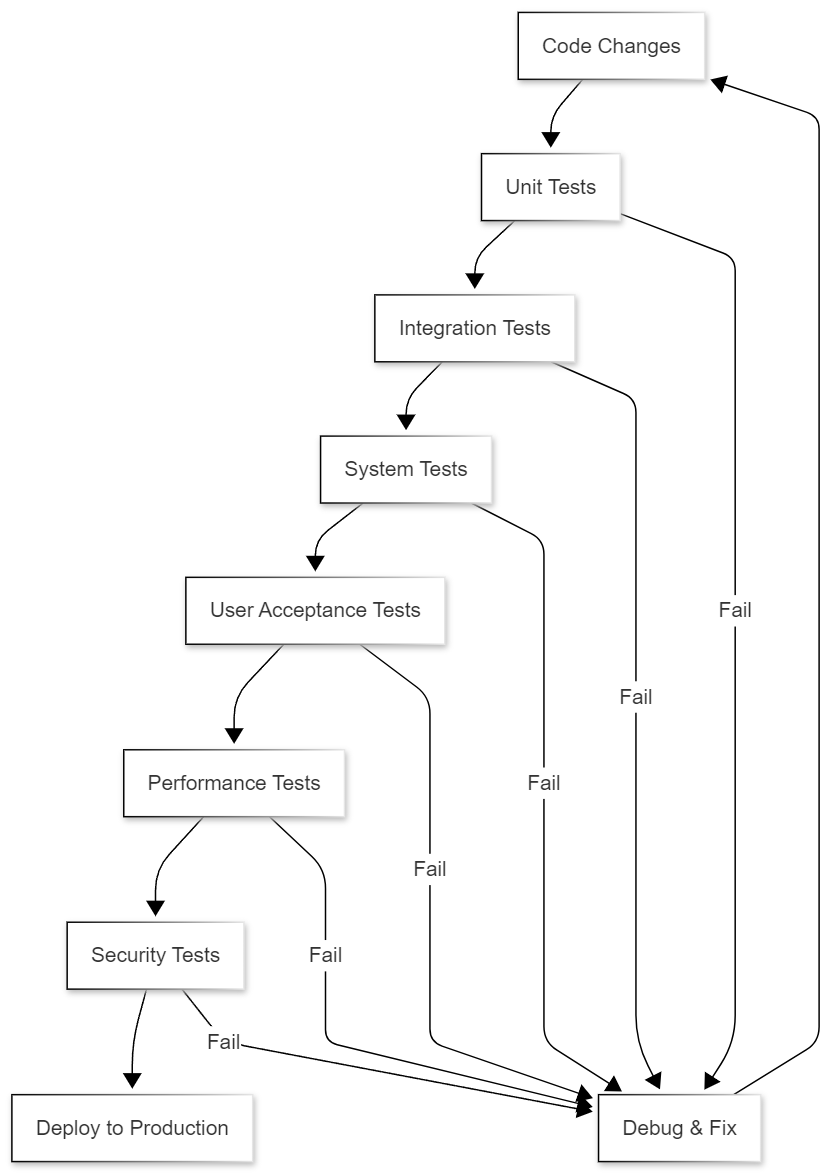 Code Changes
Unit Tests
Integration Tests
System Tests
User Acceptance Tests
Fail
Fail
Performance Tests
Fail
Fail
Security Tests
Fail
Fail
Deploy to Production
Debug & Fix